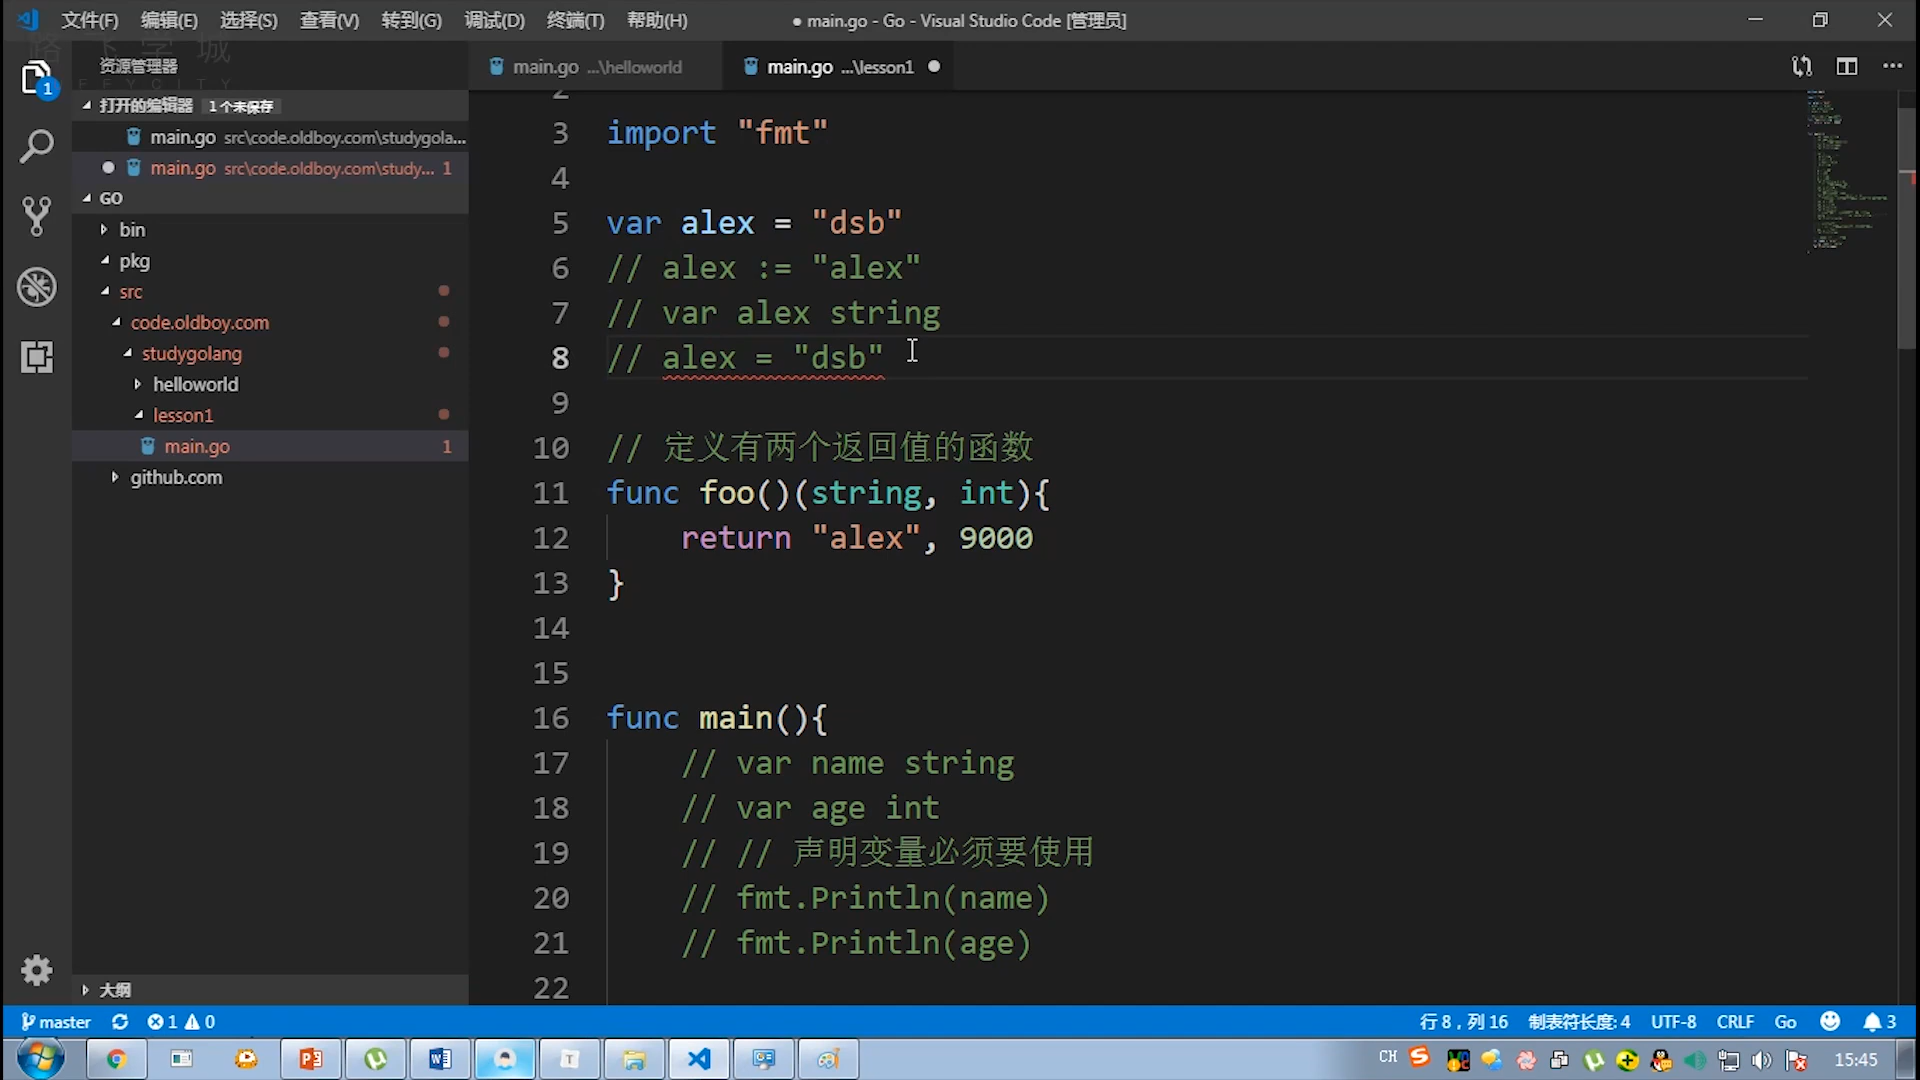 文件(F) 编辑(E) 选择(S) 查看(V) 转到(G) 调试(D) 终端(T) 帮助(H) ● main.go - Go - Visual Studio Code [管理员]
路飞学城
资源管理器
main.go ...\helloworld main.go ...\lesson1
1
打开的编辑器 1 个未保存
main.go src\code.oldboy.com\studygola...
main.go src\code.oldboy.com\study... 1
GO
bin
pkg
src
code.oldboy.com
studygolang
helloworld
lesson1
main.go 1
github.com
大纲
2
3 import "fmt"
4
5 var alex = "dsb"
6 // alex := "alex"
7 // var alex string
8 // alex = "dsb"
9
10 // 定义有两个返回值的函数
11 func foo()(string, int){
12 return "alex", 9000
13 }
14
15
16 func main(){
17 // var name string
18 // var age int
19 // // 声明变量必须要使用
20 // fmt.Println(name)
21 // fmt.Println(age)
22
master 1 0 行 8，列 16 制表符长度: 4 UTF-8 CRLF Go 3
CH 15:45